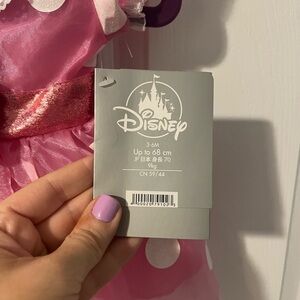 Disney
3-6M
Up to 68 cm
JP 日本 身長 70
9kg
CN 59/44